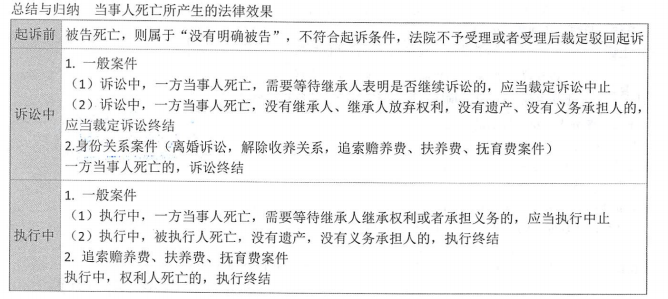 总结与归纳 当事人死亡所产生的法律效果
起诉前 被告死亡，则属于“没有明确被告”，不符合起诉条件，法院不予受理或者受理后裁定驳回起诉
诉讼中
1. 一般案件
（1）诉讼中，一方当事人死亡，需要等待继承人表明是否继续诉讼的，应当裁定诉讼中止
（2）诉讼中，一方当事人死亡，没有继承人、继承人放弃权利，没有遗产、没有义务承担人的，
应当裁定诉讼终结
2.身份关系案件（离婚诉讼，解除收养关系，追索赡养费、扶养费、抚育费案件）
一方当事人死亡的，诉讼终结
执行中
1. 一般案件
（1）执行中，一方当事人死亡，需要等待继承人继承权利或者承担义务的，应当执行中止
（2）执行中，被执行人死亡，没有遗产，没有义务承担人的，执行终结
2. 追索赡养费、扶养费、抚育费案件
执行中，权利人死亡的，执行终结